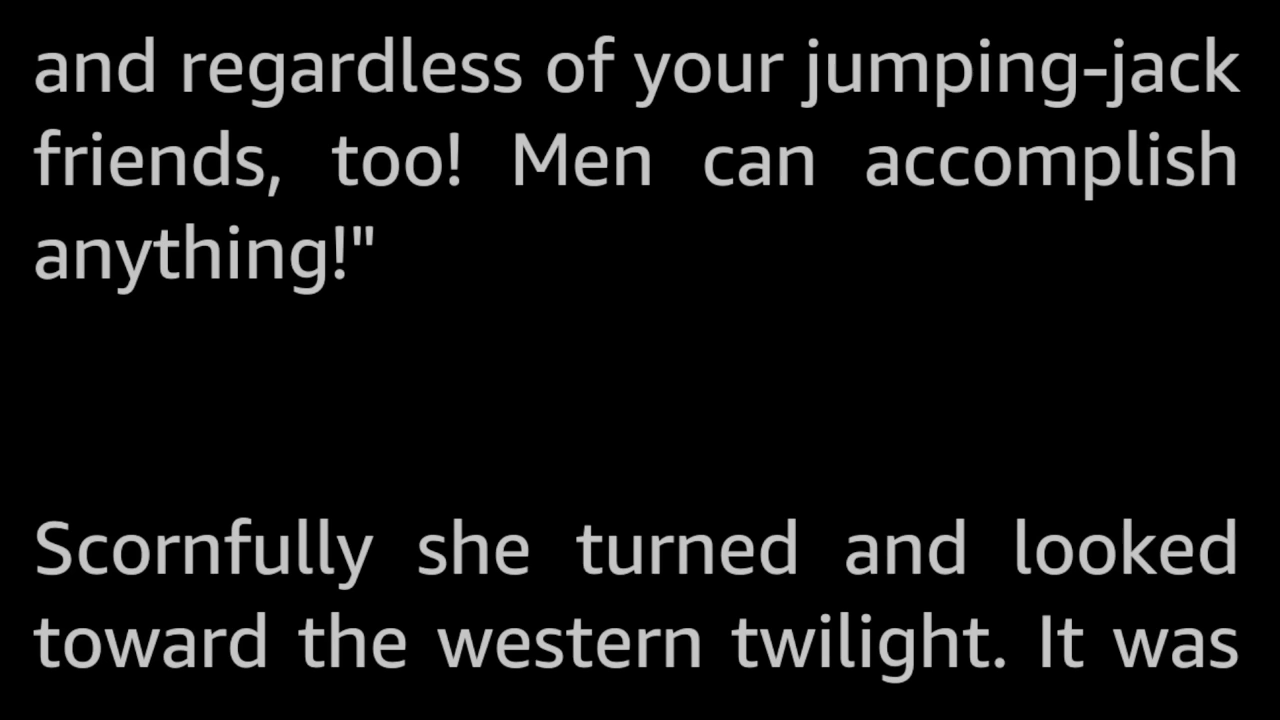 and regardless of your jumping-jack
friends, too! Men can accomplish
anything!"
Scornfully she turned and looked
toward the western twilight. It was